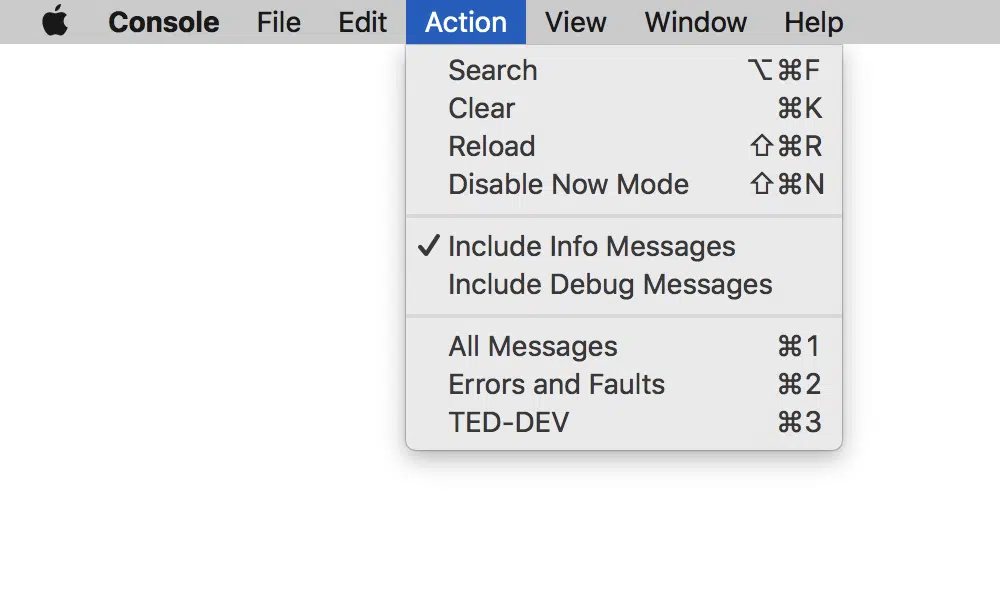 Console File Edit Action View Window Help
Search ⌥⌘F
Clear ⌘K
Reload ⇧⌘R
Disable Now Mode ⇧⌘N
✓ Include Info Messages
Include Debug Messages
All Messages ⌘1
Errors and Faults ⌘2
TED-DEV ⌘3